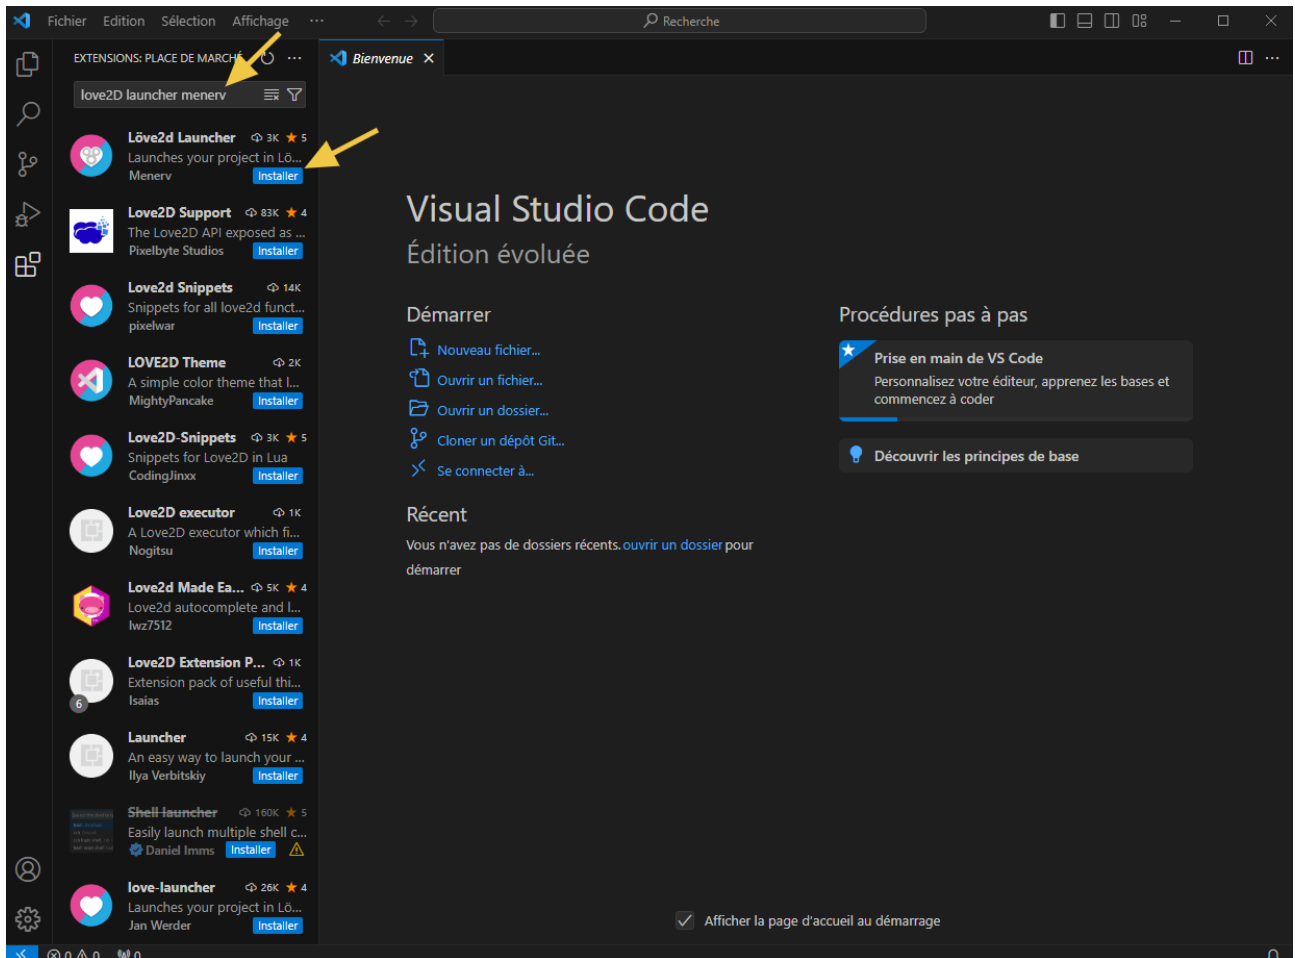 Fichier Edition Sélection Affichage ···
Recherche
EXTENSIONS: PLACE DE MARCHÉ
Bienvenue
love2D launcher menerv
Löve2d Launcher 3K 5
Launches your project in Lö...
Menerv Installer
Love2D Support 83K 4
The Love2D API exposed as ...
Pixelbyte Studios Installer
Love2d Snippets 14K
Snippets for all love2d funct...
pixelwar Installer
LOVE2D Theme 2K
A simple color theme that l...
MightyPancake Installer
Love2D-Snippets 3K 5
Snippets for Love2D in Lua
CodingJinxx Installer
Love2D executor 1K
A Love2D executor which fi...
Nogitsu Installer
Love2d Made Ea... 5K 4
Love2d autocomplete and l...
lwz7512 Installer
Love2D Extension P... 1K
Extension pack of useful thi...
6 Isaias Installer
Launcher 15K 4
An easy way to launch your ...
Ilya Verbitskiy Installer
Shell launcher 160K 5
Easily launch multiple shell c...
Daniel Imms Installer
love-launcher 26K 4
Launches your project in Lö...
Jan Werder Installer
Visual Studio Code
Édition évoluée
Démarrer
Nouveau fichier...
Ouvrir un fichier...
Ouvrir un dossier...
Cloner un dépôt Git...
Se connecter à...
Récent
Vous n'avez pas de dossiers récents. ouvrir un dossier pour
démarrer
Procédures pas à pas
Prise en main de VS Code
Personnalisez votre éditeur, apprenez les bases et
commencez à coder
Découvrir les principes de base
Afficher la page d'accueil au démarrage
0 0 0